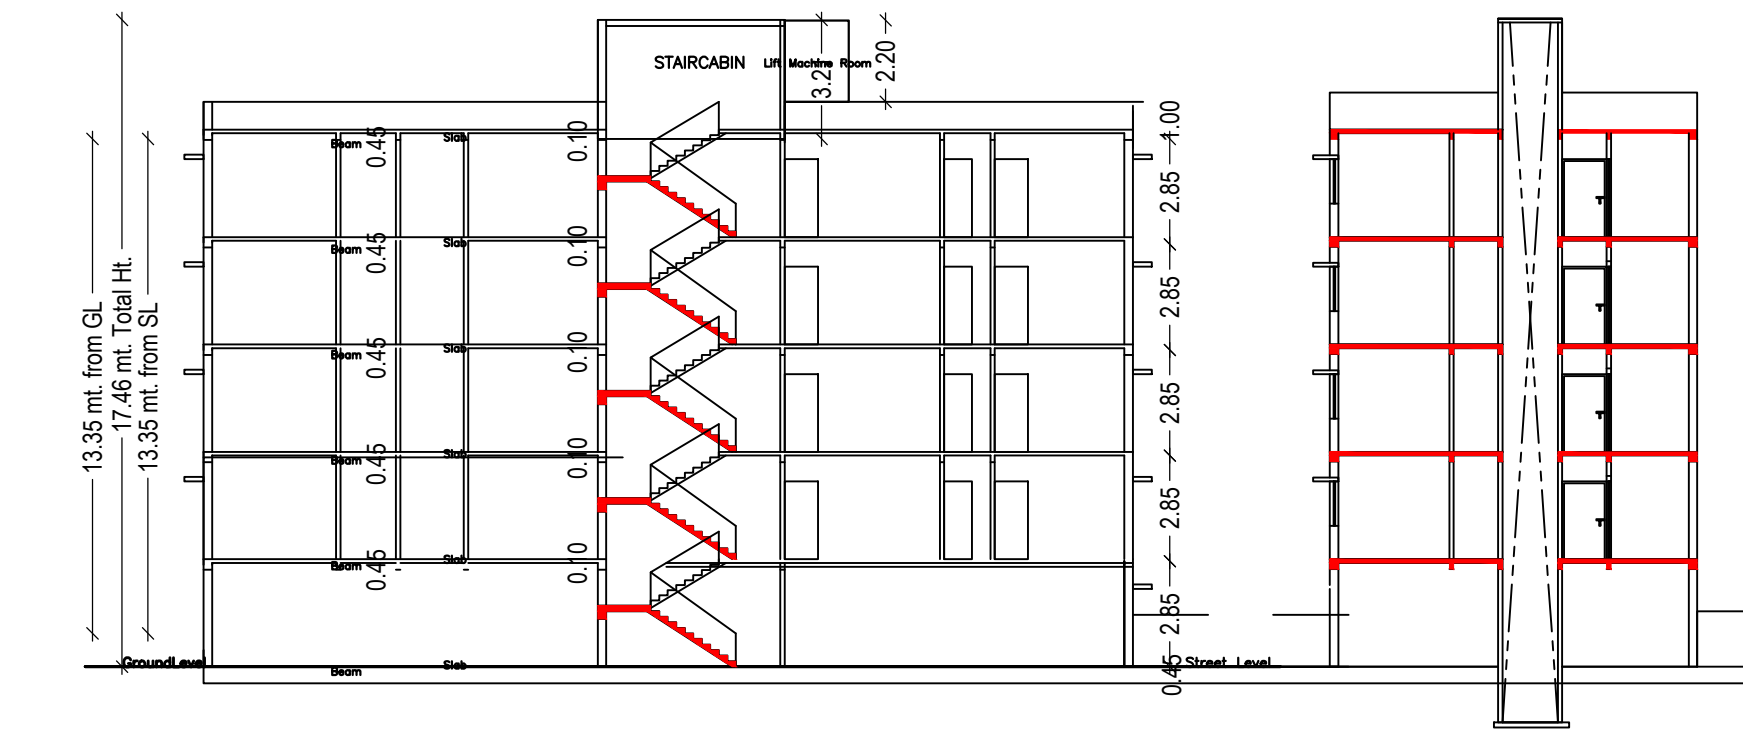 STAIRCABIN
Lift Machine Room
2.20
1.00
Beam
0.45
Slab
0.10
2.85
Beam
0.45
Slab
0.10
2.85
Beam
0.45
Slab
0.10
2.85
Beam
0.45
Slab
0.10
2.85
Beam
0.45
Slab
0.10
2.85
13.35 mt. from GL
17.46 mt. Total Ht.
13.35 mt. from SL
GroundLevel
Beam
Slab
0.45
Street Level